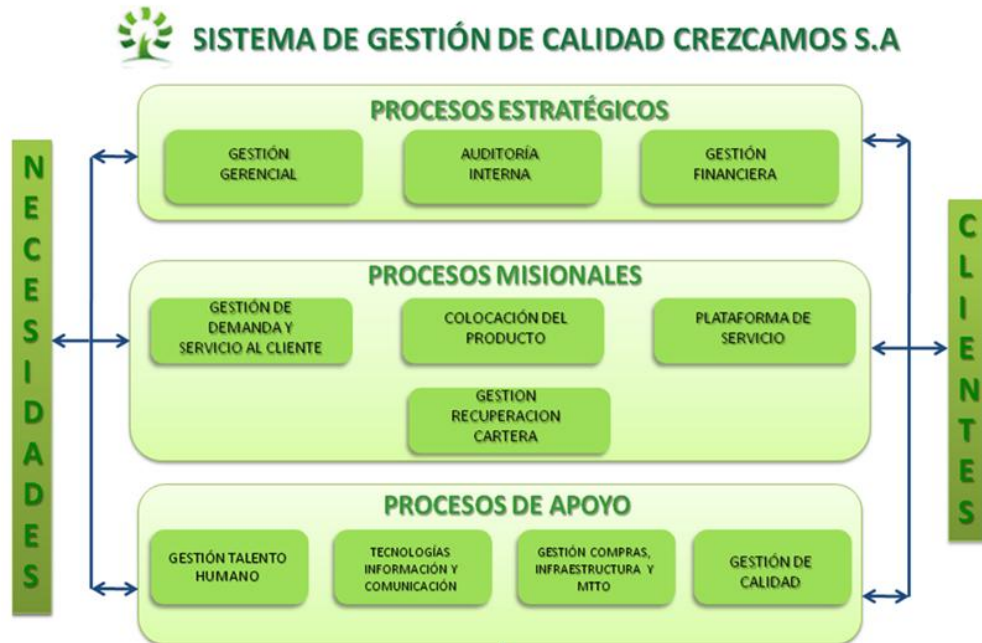 SISTEMA DE GESTIÓN DE CALIDAD CREZCAMOS S.A
NECESIDADES
PROCESOS ESTRATÉGICOS
GESTIÓN
GERENCIAL
AUDITORÍA
INTERNA
GESTIÓN
FINANCIERA
PROCESOS MISIONALES
GESTIÓN DE
DEMANDA Y
SERVICIO AL CLIENTE
COLOCACIÓN DEL
PRODUCTO
PLATAFORMA DE
SERVICIO
GESTION
RECUPERACION
CARTERA
PROCESOS DE APOYO
GESTIÓN TALENTO
HUMANO
TECNOLOGÍAS
INFORMACIÓN Y
COMUNICACIÓN
GESTIÓN COMPRAS,
INFRAESTRUCTURA Y
MTTO
GESTIÓN DE
CALIDAD
CLIENTES